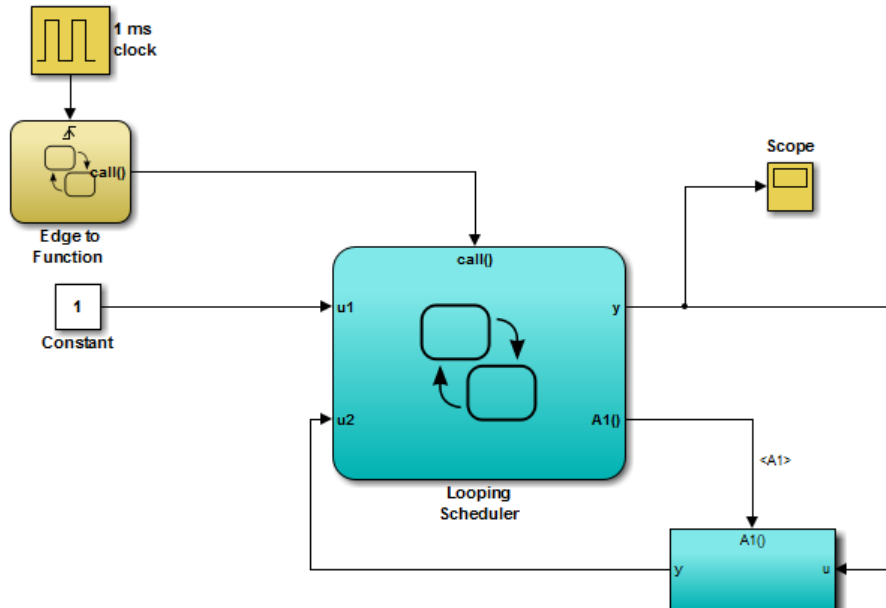 1 ms
clock
call()
Edge to
Function
Scope
call()
1
u1
y
Constant
u2
A1()
<A1>
Looping
Scheduler
A1()
y
u